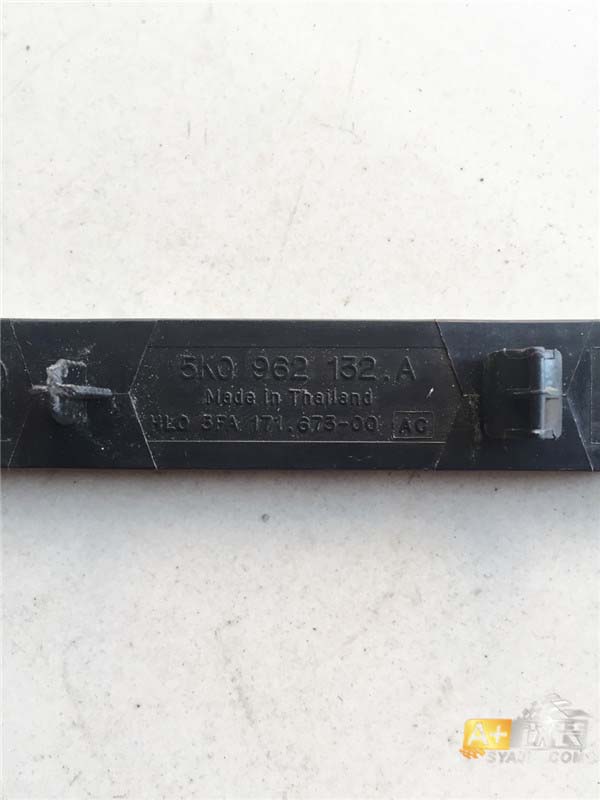 5K0 962 132.A
Made in Thailand
HLO 3FA 171.673-00 AC
A+